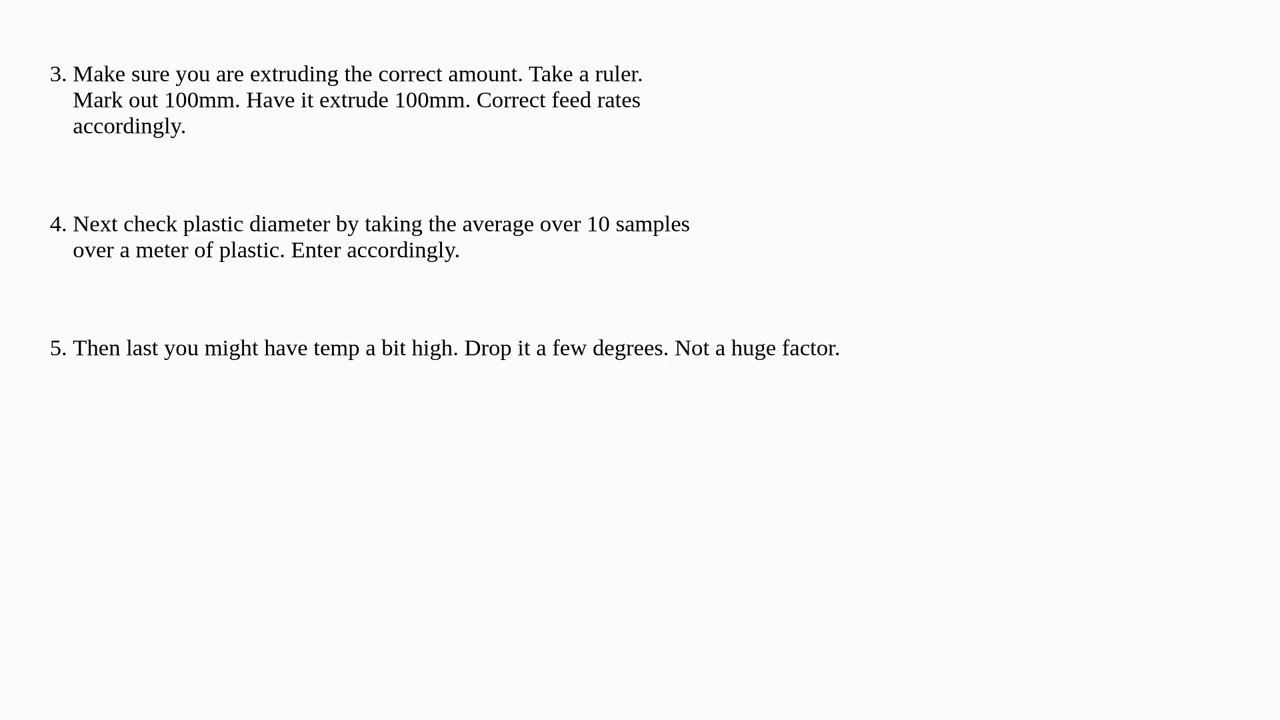 3. Make sure you are extruding the correct amount. Take a ruler.
Mark out 100mm. Have it extrude 100mm. Correct feed rates
accordingly.
4. Next check plastic diameter by taking the average over 10 samples
over a meter of plastic. Enter accordingly.
5. Then last you might have temp a bit high. Drop it a few degrees. Not a huge factor.